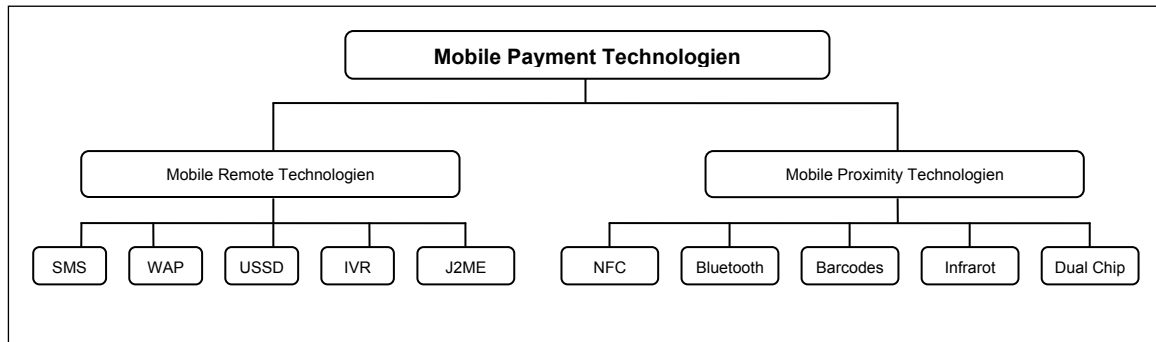 Mobile Payment Technologien
Mobile Remote Technologien
Mobile Proximity Technologien
SMS
WAP
USSD
IVR
J2ME
NFC
Bluetooth
Barcodes
Infrarot
Dual Chip